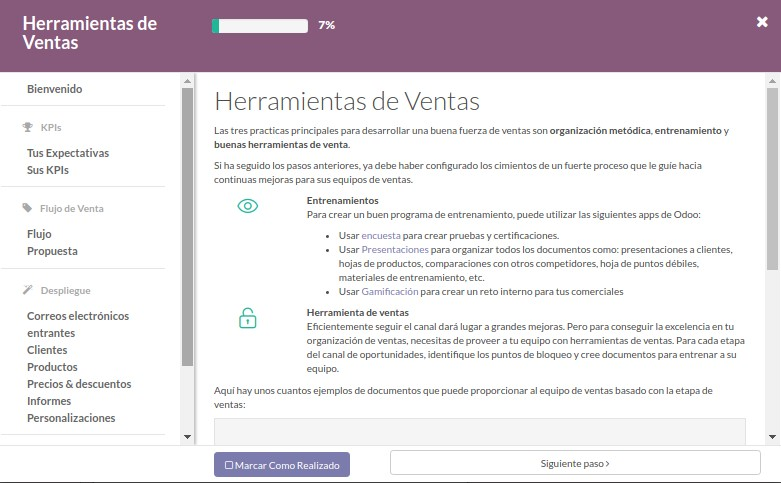 Herramientas de
Ventas
7%
Bienvenido
KPIs
Tus Expectativas
Sus KPIs
Flujo de Venta
Flujo
Propuesta
Despliegue
Correos electrónicos
entrantes
Clientes
Productos
Precios & descuentos
Informes
Personalizaciones
Herramientas de Ventas
Las tres practicas principales para desarrollar una buena fuerza de ventas son organización metódica, entrenamiento y
buenas herramientas de venta.
Si ha seguido los pasos anteriores, ya debe haber configurado los cimientos de un fuerte proceso que le guíe hacia
continuas mejoras para sus equipos de ventas.
Entrenamientos
Para crear un buen programa de entrenamiento, puede utilizar las siguientes apps de Odoo:
• Usar encuesta para crear pruebas y certificaciones.
• Usar Presentaciones para organizar todos los documentos como: presentaciones a clientes,
hojas de productos, comparaciones con otros competidores, hoja de puntos débiles,
materiales de entrenamiento, etc.
• Usar Gamificación para crear un reto interno para tus comerciales
Herramienta de ventas
Eficientemente seguir el canal dará lugar a grandes mejoras. Pero para conseguir la excelencia en tu
organización de ventas, necesitas de proveer a tu equipo con herramientas de ventas. Para cada etapa
del canal de oportunidades, identifique los puntos de bloqueo y cree documentos para entrenar a su
equipo.
Aquí hay unos cuantos ejemplos de documentos que puede proporcionar al equipo de ventas basado con la etapa de
ventas:
Marcar Como Realizado
Siguiente paso